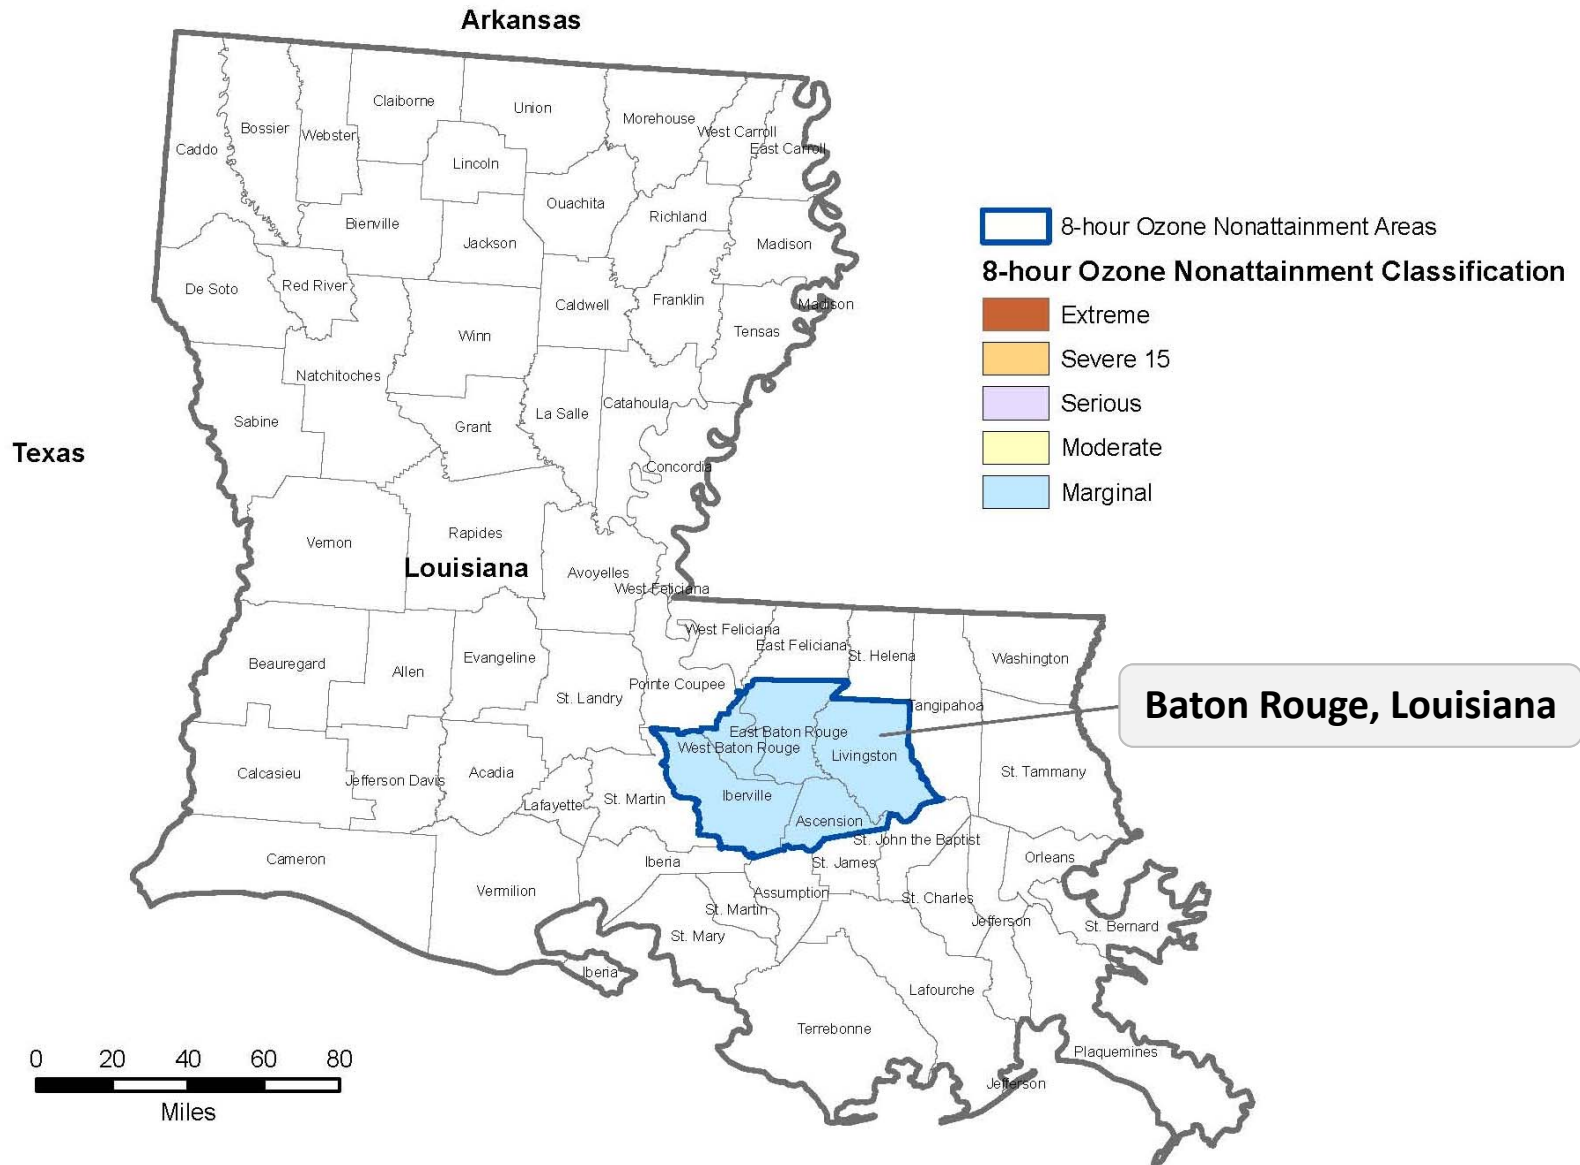 Arkansas
Claiborne
Union
Morehouse
West Carroll
East Carroll
Bossier
Webster
Caddo
Lincoln
Ouachita
Richland
Bienville
Jackson
Madison
De Soto
Red River
Caldwell
Franklin
Madison
Winn
Tensas
Natchitoches
Sabine
Grant
La Salle
Catahoula
Concordia
Texas
Vernon
Rapides
Louisiana
Avoyelles
West Feliciana
West Feliciana
East Feliciana
St. Helena
Washington
Beauregard
Allen
Evangeline
St. Landry
Pointe Coupee
Tangipahoa
East Baton Rouge
West Baton Rouge
Livingston
Calcasieu
Jefferson Davis
Acadia
Lafayette
St. Martin
Iberville
Ascension
St. Tammany
St. John the Baptist
Cameron
Vermilion
Iberia
St. James
Orleans
Assumption
St. Charles
St. Martin
St. Mary
Jefferson
St. Bernard
Iberia
Lafourche
Terrebonne
Plaquemines
Jefferson
8-hour Ozone Nonattainment Areas
8-hour Ozone Nonattainment Classification
Extreme
Severe 15
Serious
Moderate
Marginal
Baton Rouge, Louisiana
0 20 40 60 80
Miles